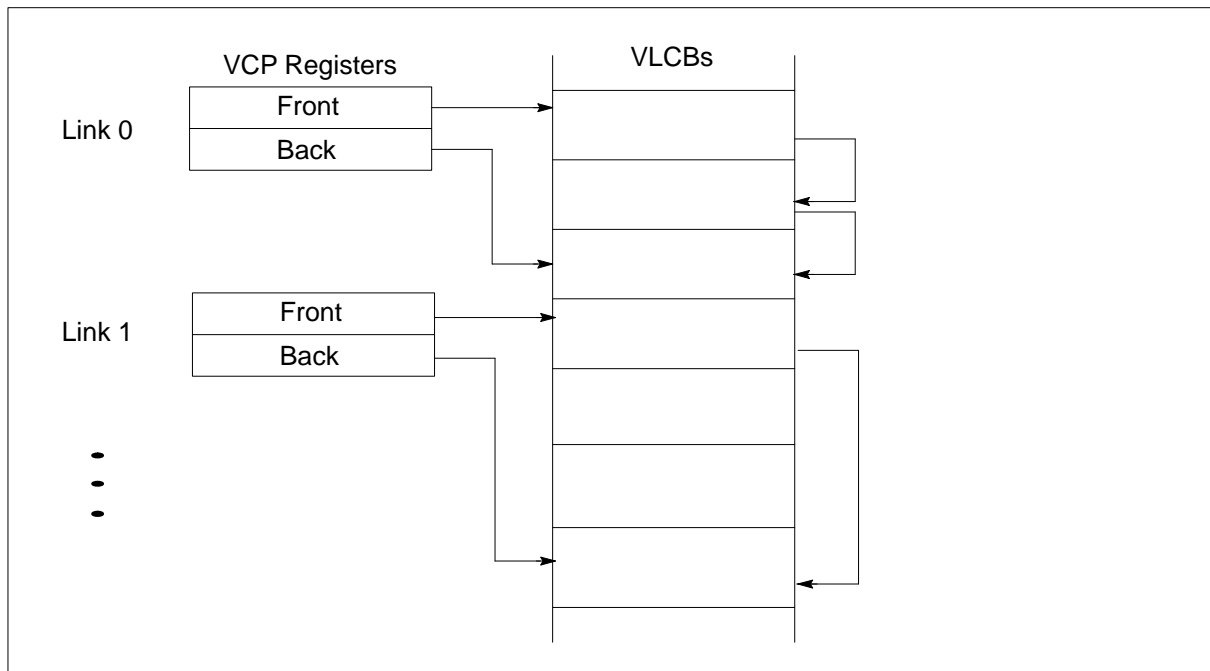 VCP Registers
VLCBs
Link 0
Front
Back
Link 1
Front
Back